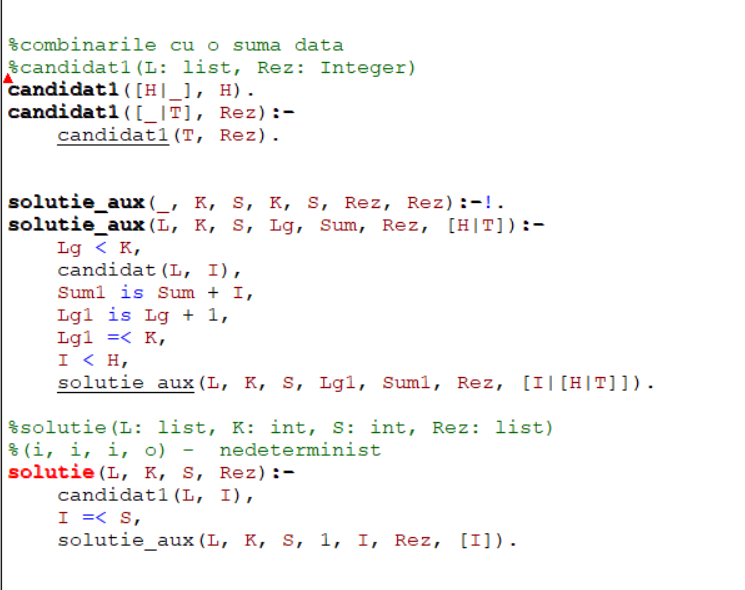 %combinarile cu o suma data
%candidat1(L: list, Rez: Integer)
candidat1([H|_], H).
candidat1([_|T], Rez):-
    candidat1(T, Rez).
solutie_aux(_, K, S, K, S, Rez, Rez):-!.
solutie_aux(L, K, S, Lg, Sum, Rez, [H|T]):-
    Lg < K,
    candidat(L, I),
    Sum1 is Sum + I,
    Lg1 is Lg + 1,
    Lg1 =< K,
    I < H,
    solutie_aux(L, K, S, Lg1, Sum1, Rez, [I|[H|T]]).
%solutie(L: list, K: int, S: int, Rez: list)
%(i, i, i, o) -  nedeterminist
solutie(L, K, S, Rez):-
    candidat1(L, I),
    I =< S,
    solutie_aux(L, K, S, 1, I, Rez, [I]).